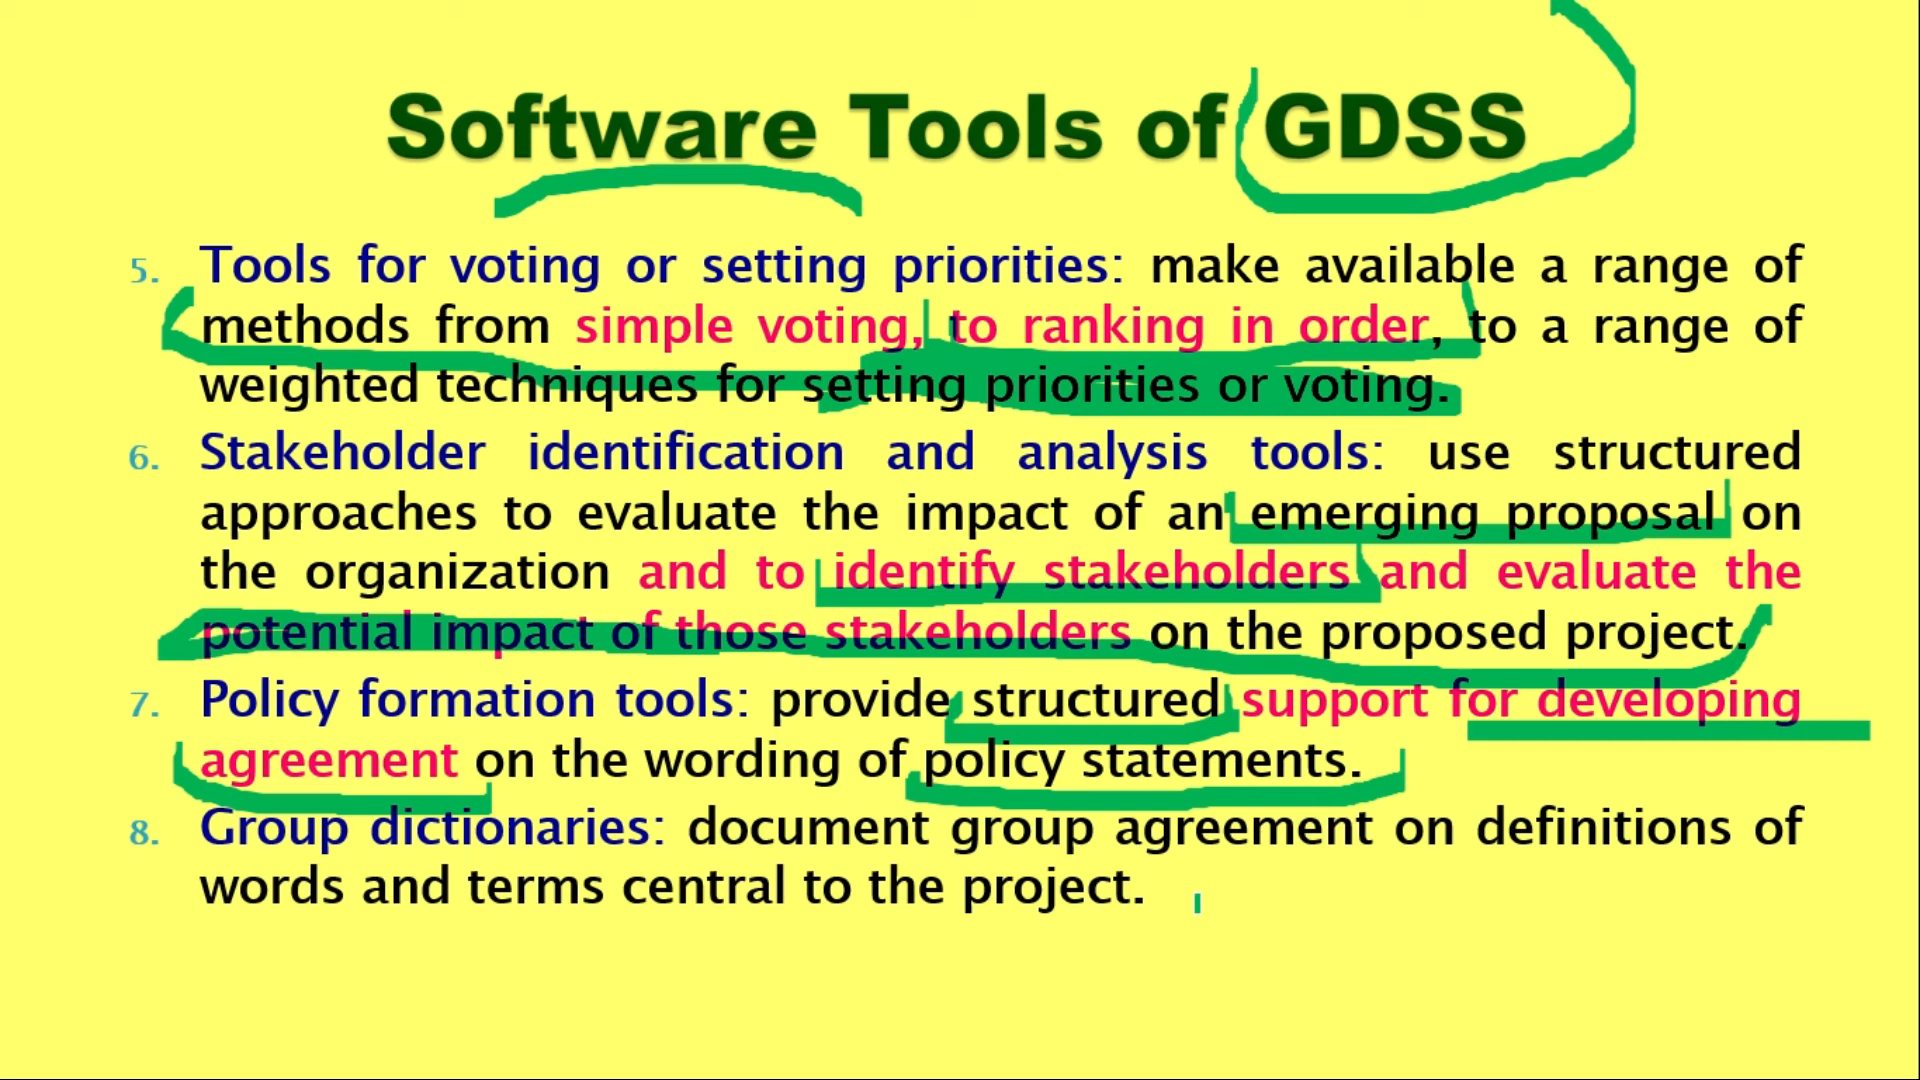 Software Tools of GDSS
5. Tools for voting or setting priorities: make available a range of
methods from simple voting, to ranking in order, to a range of
weighted techniques for setting priorities or voting.
6. Stakeholder identification and analysis tools: use structured
approaches to evaluate the impact of an emerging proposal on
the organization and to identify stakeholders and evaluate the
potential impact of those stakeholders on the proposed project.
7. Policy formation tools: provide structured support for developing
agreement on the wording of policy statements.
8. Group dictionaries: document group agreement on definitions of
words and terms central to the project.